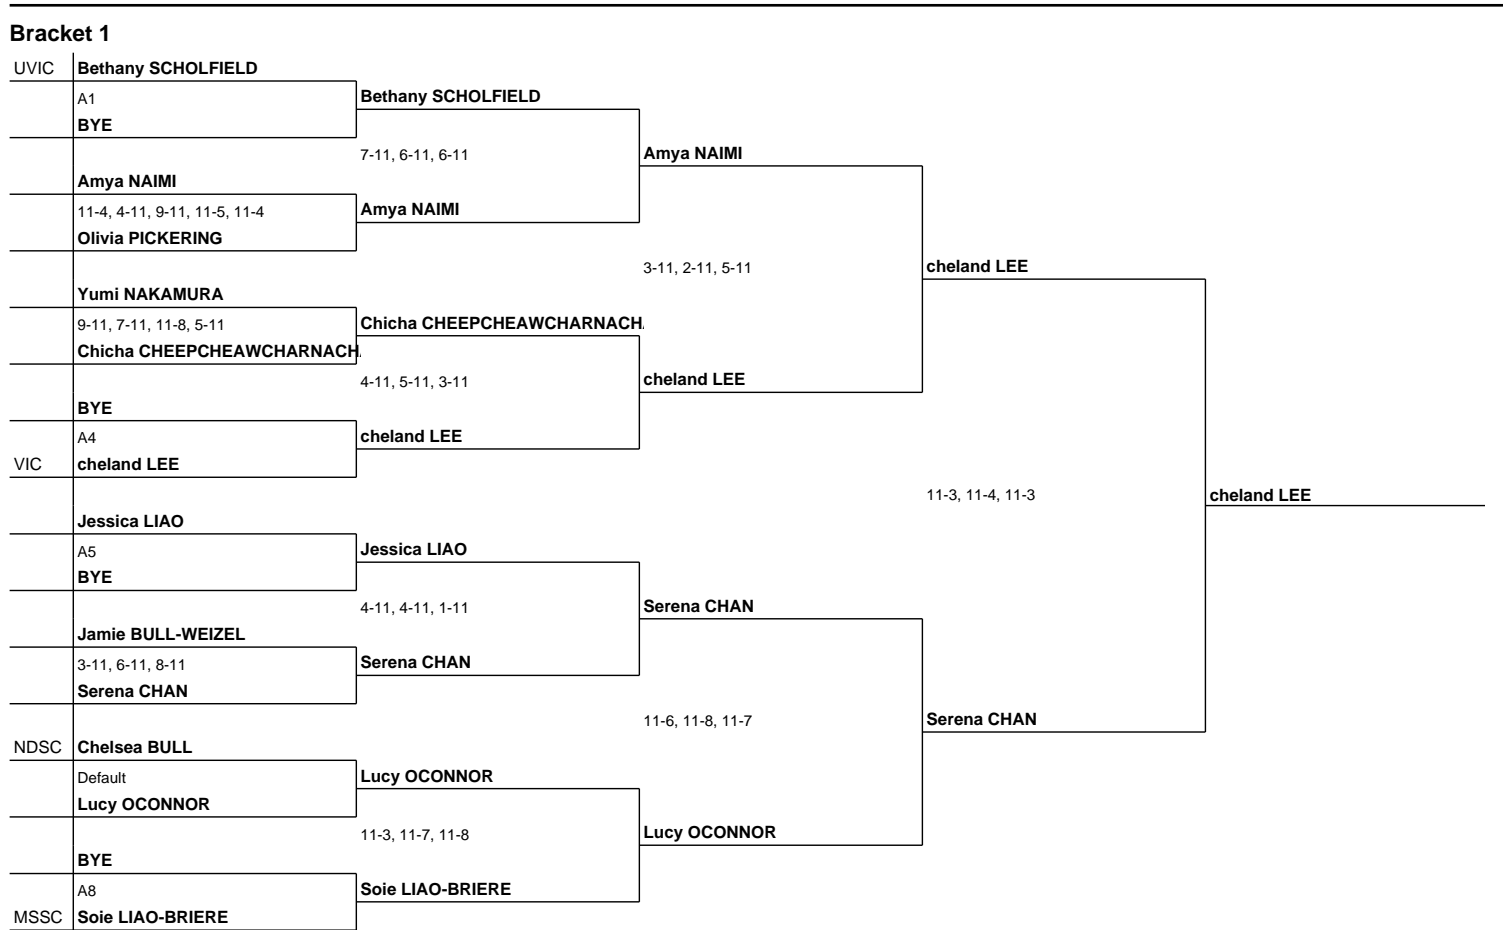 Bracket 1
UVIC Bethany SCHOLFIELD
A1 Bethany SCHOLFIELD
BYE
7-11, 6-11, 6-11 Amya NAIMI
Amya NAIMI
11-4, 4-11, 9-11, 11-5, 11-4 Amya NAIMI
Olivia PICKERING
3-11, 2-11, 5-11 cheland LEE
Yumi NAKAMURA
9-11, 7-11, 11-8, 5-11 Chicha CHEEPCHEAWCHARNACH
Chicha CHEEPCHEAWCHARNACH
4-11, 5-11, 3-11 cheland LEE
BYE
A4 cheland LEE
VIC cheland LEE
11-3, 11-4, 11-3 cheland LEE
Jessica LIAO
A5 Jessica LIAO
BYE
4-11, 4-11, 1-11 Serena CHAN
Jamie BULL-WEIZEL
3-11, 6-11, 8-11 Serena CHAN
Serena CHAN
11-6, 11-8, 11-7 Serena CHAN
NDSC Chelsea BULL
Default Lucy OCONNOR
Lucy OCONNOR
11-3, 11-7, 11-8 Lucy OCONNOR
BYE
A8 Soie LIAO-BRIERE
MSSC Soie LIAO-BRIERE